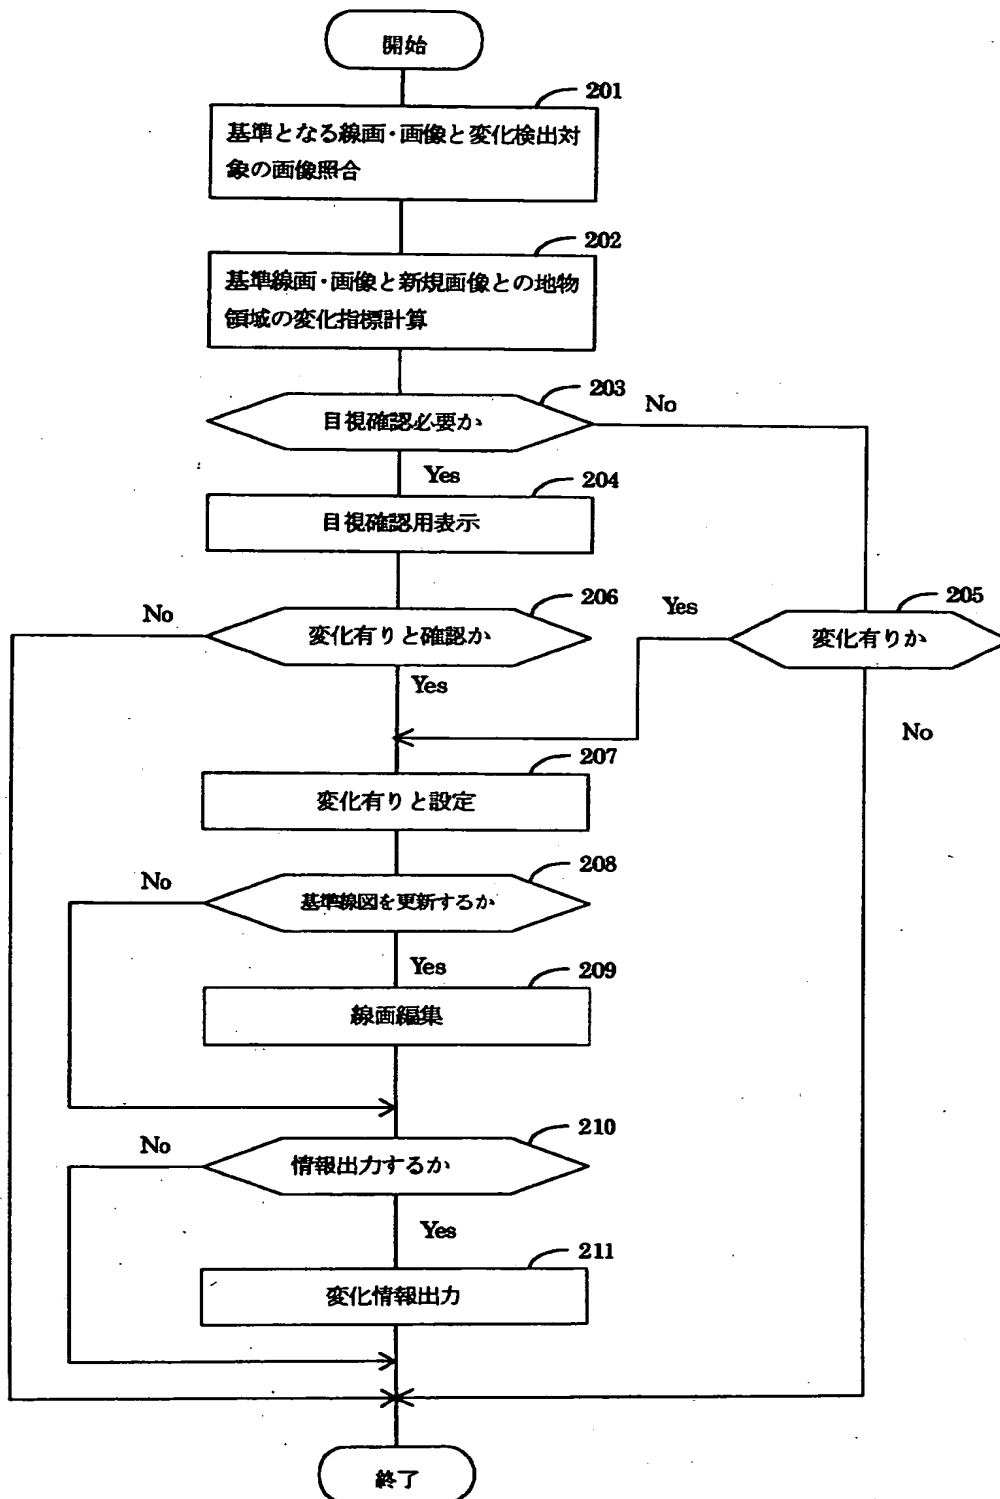 開始
201
基準となる線画・画像と変化検出対
象の画像照合
202
基準線画・画像と新規画像との地物
領域の変化指標計算
203
目視確認必要か
No
Yes
204
目視確認用表示
206
変化有りと確認か
No
Yes
205
変化有りか
Yes
No
207
変化有りと設定
208
基準線図を更新するか
No
Yes
209
線画編集
210
情報出力するか
No
Yes
211
変化情報出力
終了